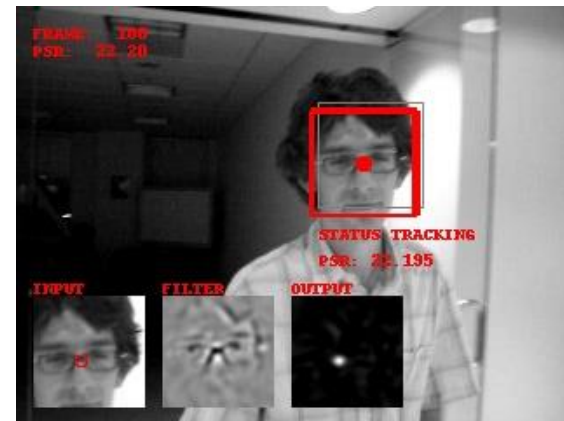 FRAME: 100
PSR: 22.20
STATUS TRACKING
PSR: 22.195
INPUT FILTER OUTPUT